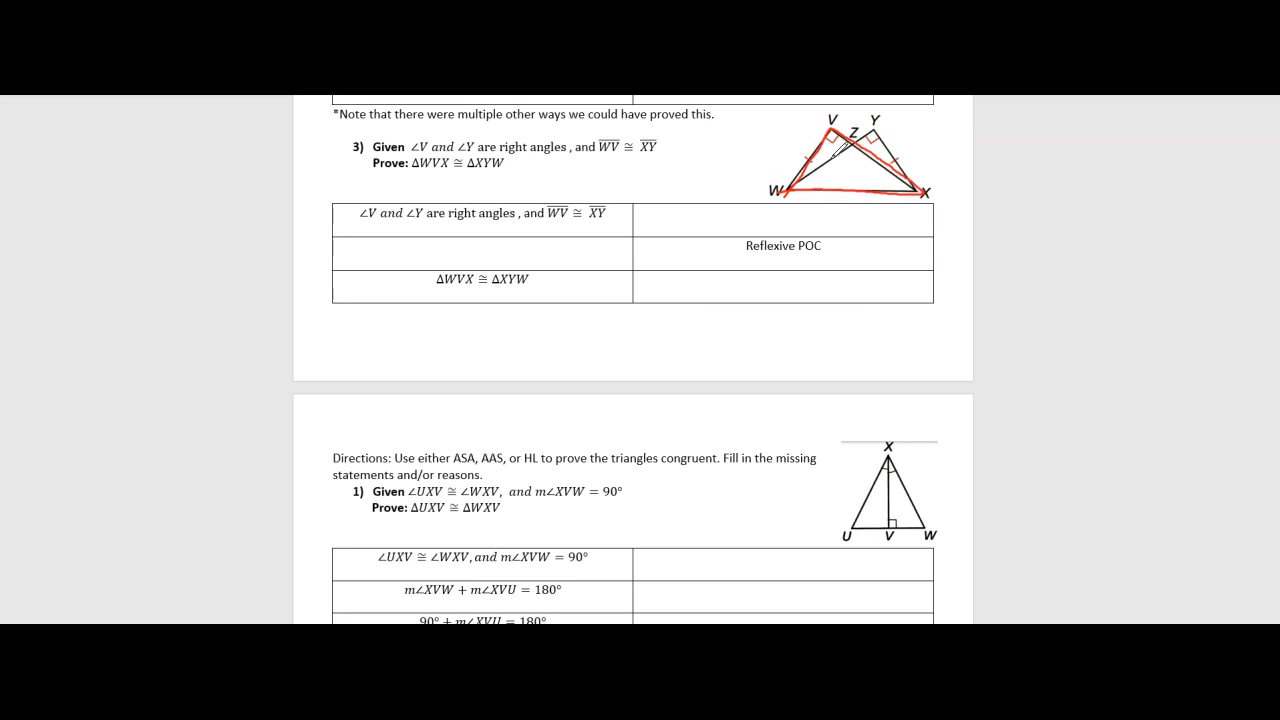 *Note that there were multiple other ways we could have proved this.
V Y
Z
3) Given ∠V and ∠Y are right angles , and W̅V̅ ≅ X̅Y̅
Prove: ΔWVX ≅ ΔXYW
W X
∠V and ∠Y are right angles , and W̅V̅ ≅ X̅Y̅
Reflexive POC
ΔWVX ≅ ΔXYW
X
Directions: Use either ASA, AAS, or HL to prove the triangles congruent. Fill in the missing
statements and/or reasons.
1) Given ∠UXV ≅ ∠WXV, and m∠XVW = 90°
Prove: ΔUXV ≅ ΔWXV
U V W
∠UXV ≅ ∠WXV, and m∠XVW = 90°
m∠XVW + m∠XVU = 180°
90° + m∠XVU = 180°